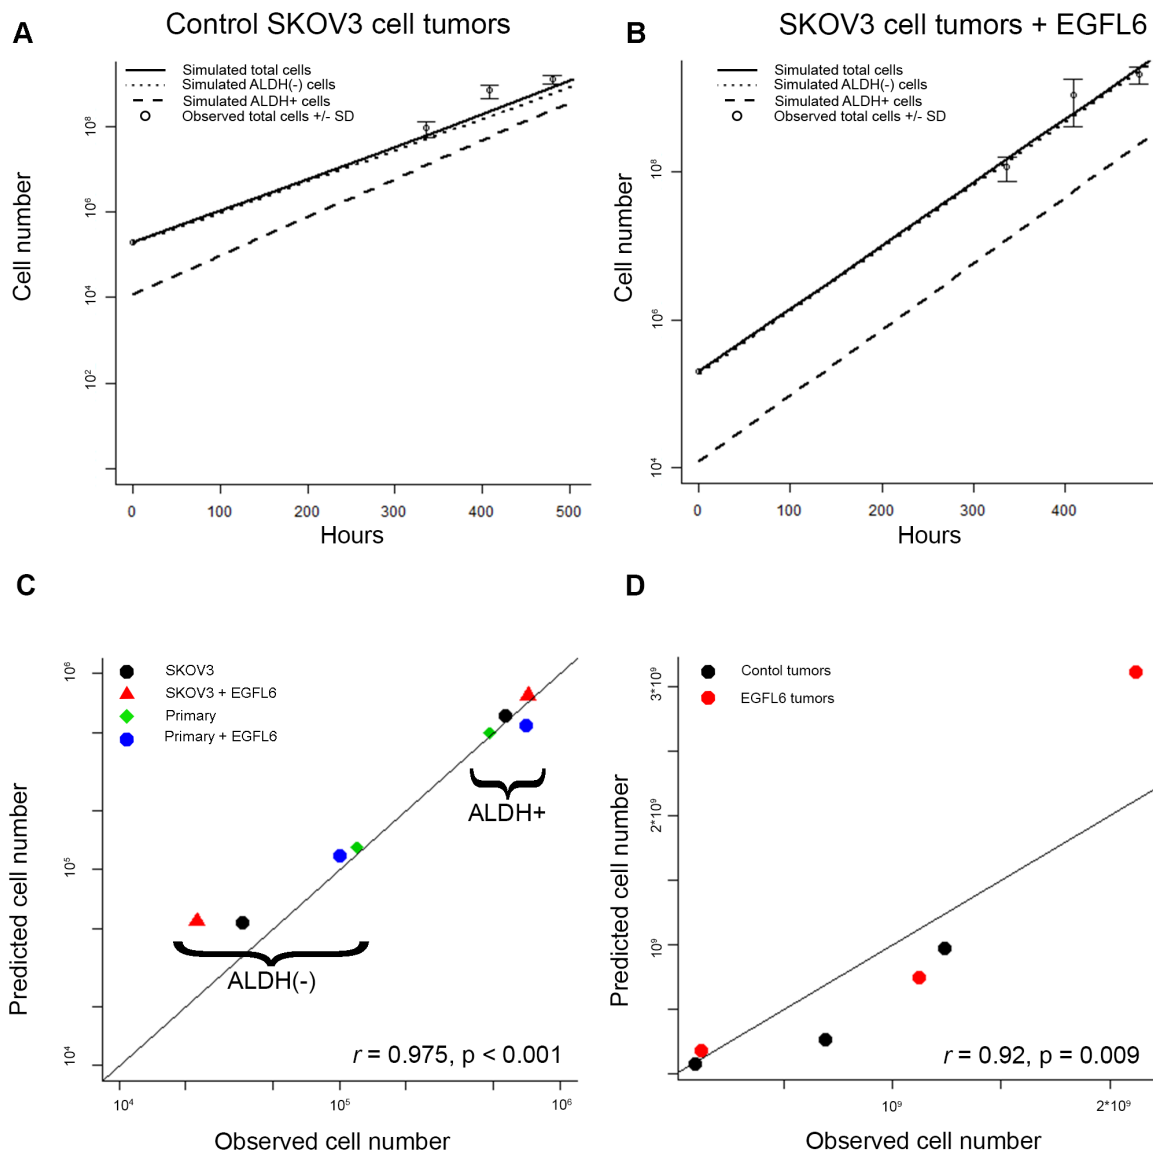 A
Control SKOV3 cell tumors
Simulated total cells
Simulated ALDH(-) cells
Simulated ALDH+ cells
Observed total cells +/- SD
Cell number
10⁸
10⁶
10⁴
10²
0 100 200 300 400 500
Hours
B
SKOV3 cell tumors + EGFL6
Simulated total cells
Simulated ALDH(-) cells
Simulated ALDH+ cells
Observed total cells +/- SD
Cell number
10⁸
10⁶
10⁴
0 100 200 300 400
Hours
C
SKOV3
SKOV3 + EGFL6
Primary
Primary + EGFL6
Predicted cell number
10⁶
10⁵
10⁴
ALDH+
ALDH(-)
r = 0.975, p < 0.001
10⁴ 10⁵ 10⁶
Observed cell number
D
Contol tumors
EGFL6 tumors
Predicted cell number
3*10⁹
2*10⁹
10⁹
r = 0.92, p = 0.009
10⁹ 2*10⁹
Observed cell number